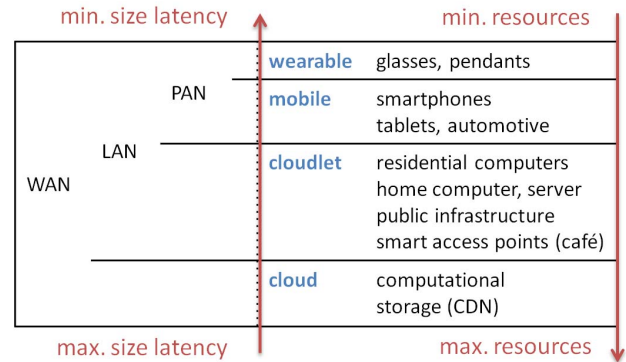 min. size latency
min. resources
wearable glasses, pendants
PAN
mobile smartphones
tablets, automotive
LAN
cloudlet residential computers
WAN
home computer, server
public infrastructure
smart access points (café)
cloud computational
storage (CDN)
max. size latency
max. resources